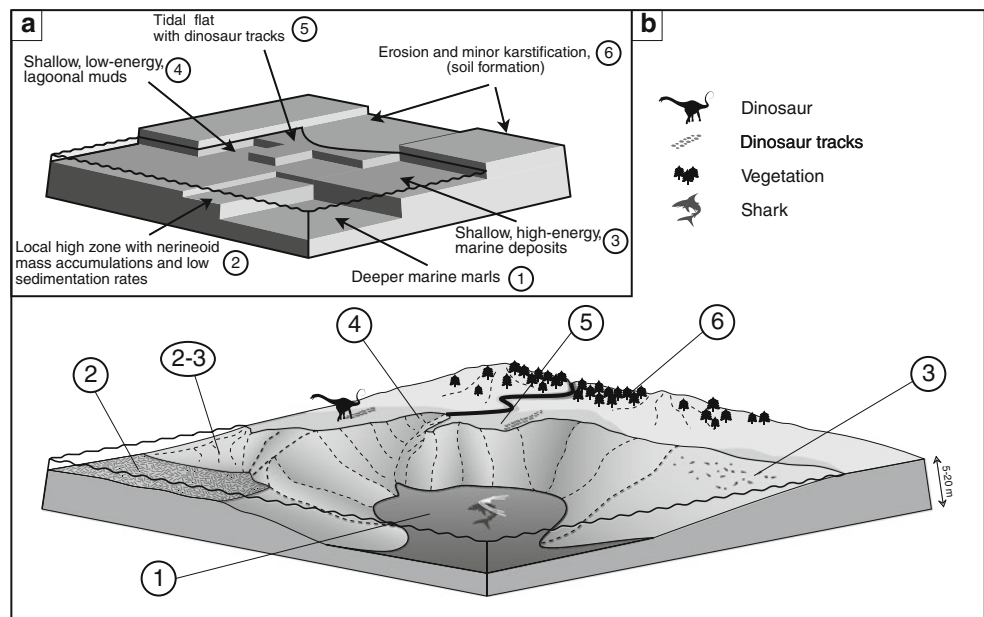 a
Tidal flat
with dinosaur tracks 5
Shallow, low-energy,
lagoonal muds 4
Erosion and minor karstification,
(soil formation) 6
Local high zone with nerineoid
mass accumulations and low
sedimentation rates 2
Shallow, high-energy,
marine deposits 3
Deeper marine marls 1
b
Dinosaur
Dinosaur tracks
Vegetation
Shark
2
2-3
4
5
6
3
1
5-20 m